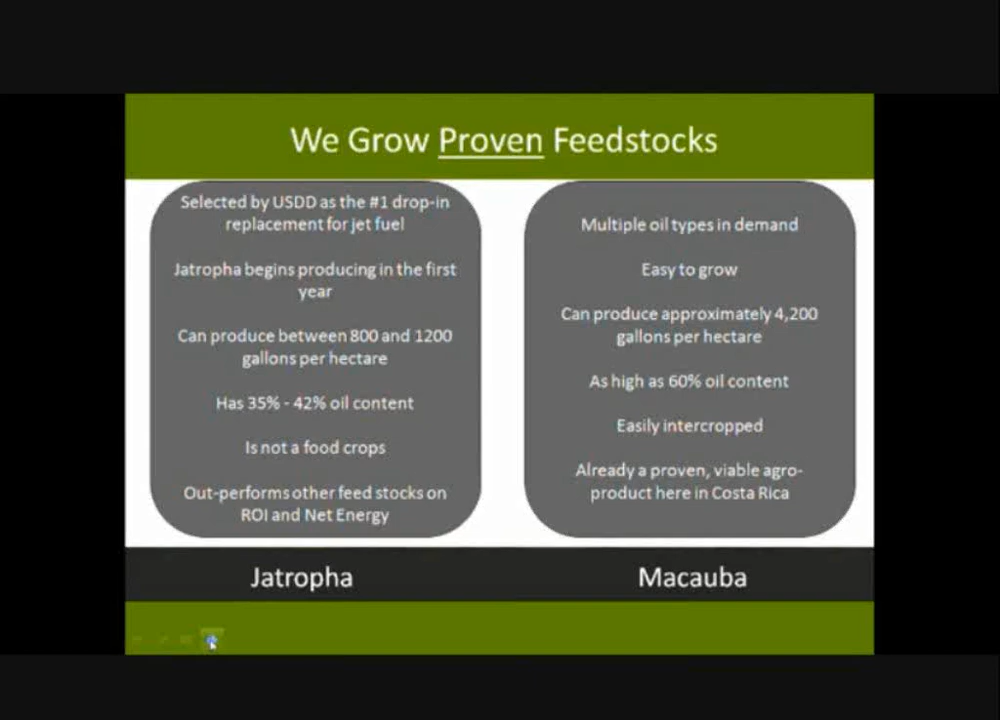 We Grow Proven Feedstocks
Selected by USDD as the #1 drop-in
replacement for jet fuel
Jatropha begins producing in the first
year
Can produce between 800 and 1200
gallons per hectare
Has 35% - 42% oil content
Is not a food crops
Out-performs other feed stocks on
ROI and Net Energy
Jatropha
Multiple oil types in demand
Easy to grow
Can produce approximately 4,200
gallons per hectare
As high as 60% oil content
Easily intercropped
Already a proven, viable agro-
product here in Costa Rica
Macauba